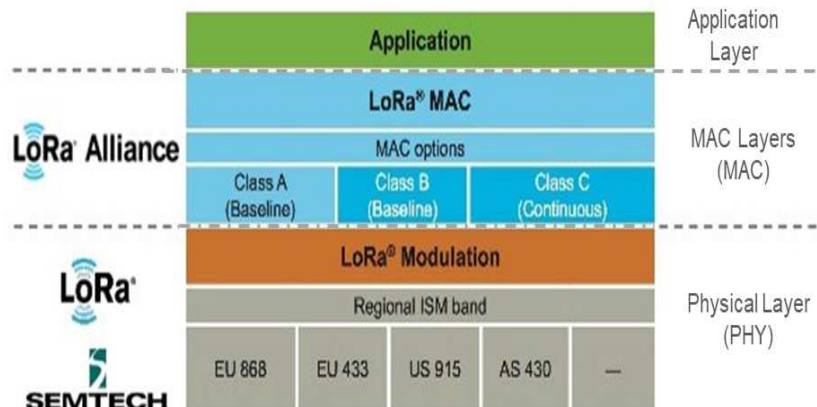 Application
Application
Layer
LoRa® MAC
LoRa Alliance
MAC options
MAC Layers
(MAC)
Class A
(Baseline)
Class B
(Baseline)
Class C
(Continuous)
LoRa® Modulation
LoRa®
Regional ISM band
Physical Layer
(PHY)
EU 868
EU 433
US 915
AS 430
—
SEMTECH